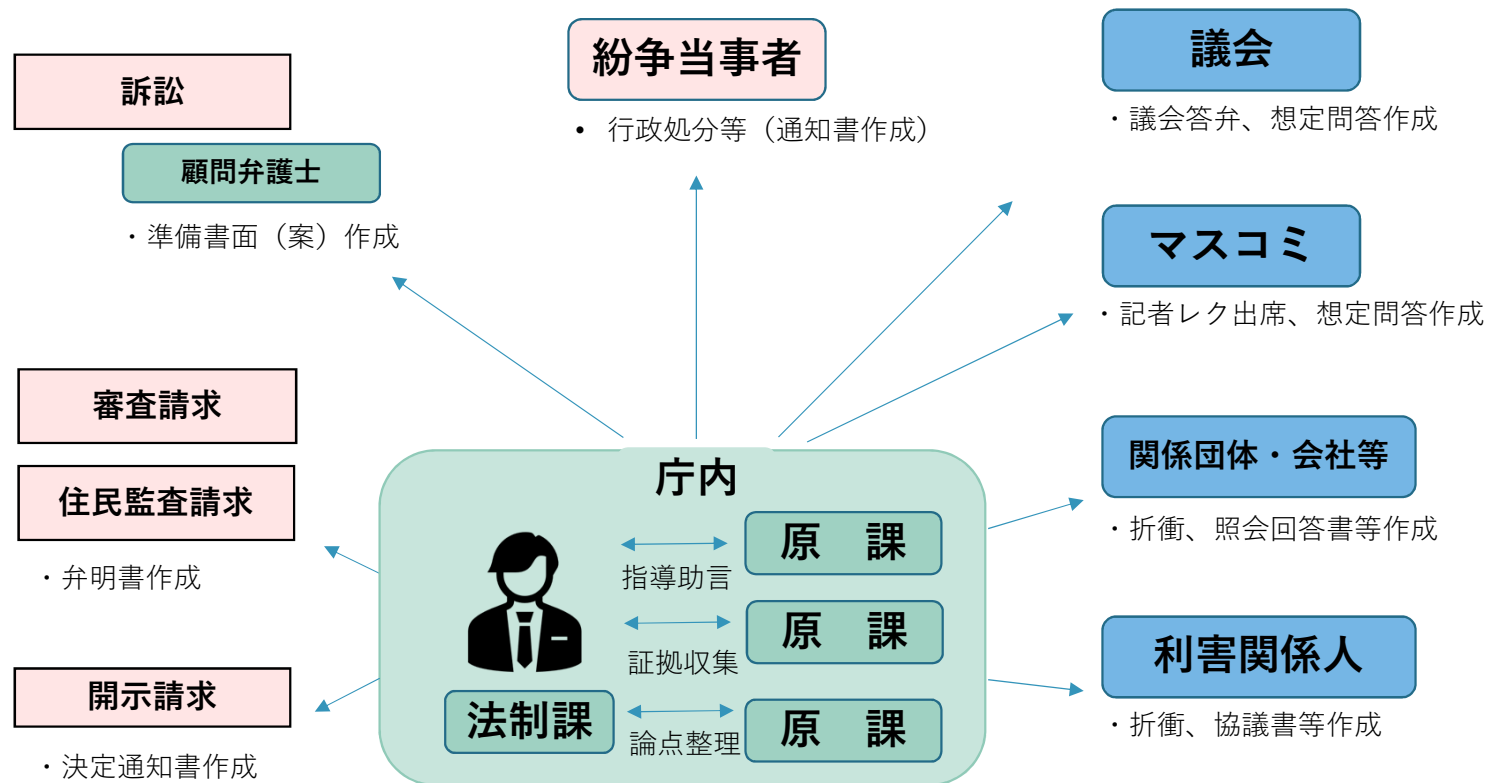 訴訟
顧問弁護士
・準備書面（案）作成
紛争当事者
• 行政処分等（通知書作成）
議会
・議会答弁、想定問答作成
マスコミ
・記者レク出席、想定問答作成
審査請求
住民監査請求
・弁明書作成
開示請求
・決定通知書作成
庁内
原　課
指導助言
原　課
証拠収集
法制課
原　課
論点整理
関係団体・会社等
・折衝、照会回答書等作成
利害関係人
・折衝、協議書等作成